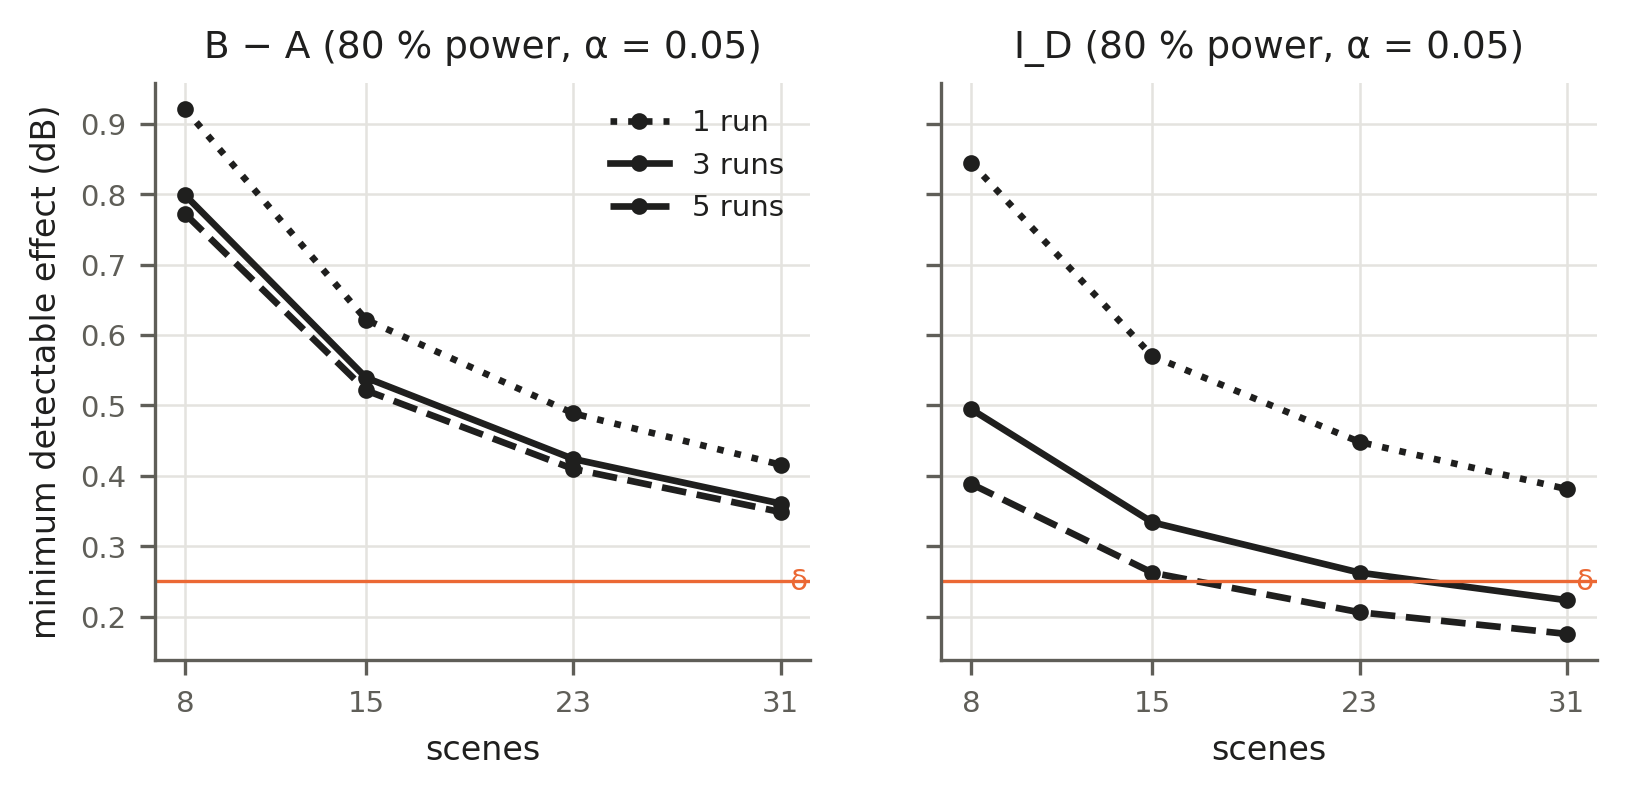 B − A (80 % power, α = 0.05)
minimum detectable effect (dB)
0.9
0.8
0.7
0.6
0.5
0.4
0.3
0.2
1 run
3 runs
5 runs
δ
8 15 23 31
scenes
I_D (80 % power, α = 0.05)
δ
8 15 23 31
scenes